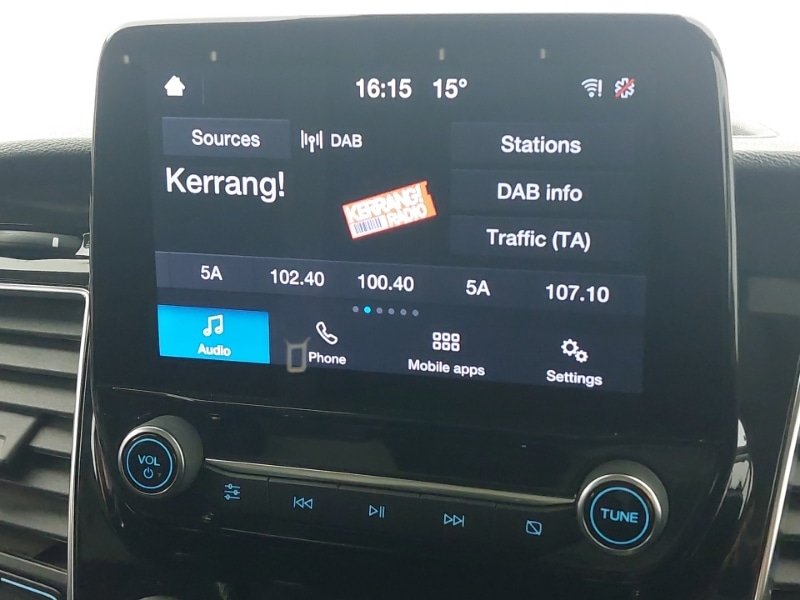 16:15 15°
Sources DAB Stations
Kerrang! DAB info
KERRANG!
RADIO
Traffic (TA)
5A 102.40 100.40 5A 107.10
Audio Phone Mobile apps Settings
VOL
TUNE